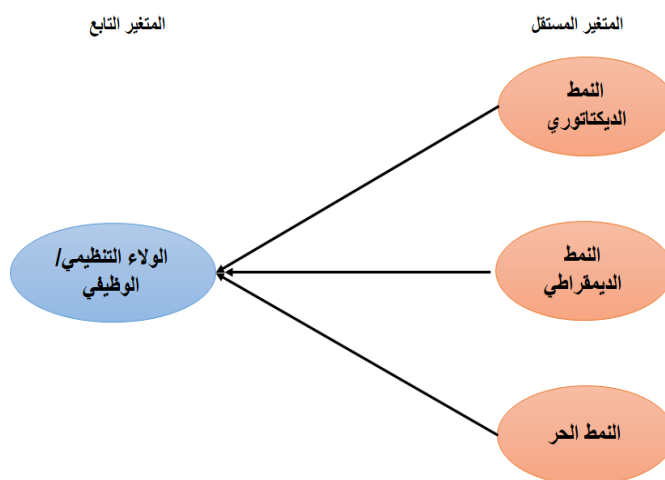 المتغير المستقل
المتغير التابع
النمط
الديكتاتوري
النمط
الديمقراطي
الولاء التنظيمي/
الوظيفي
النمط الحر